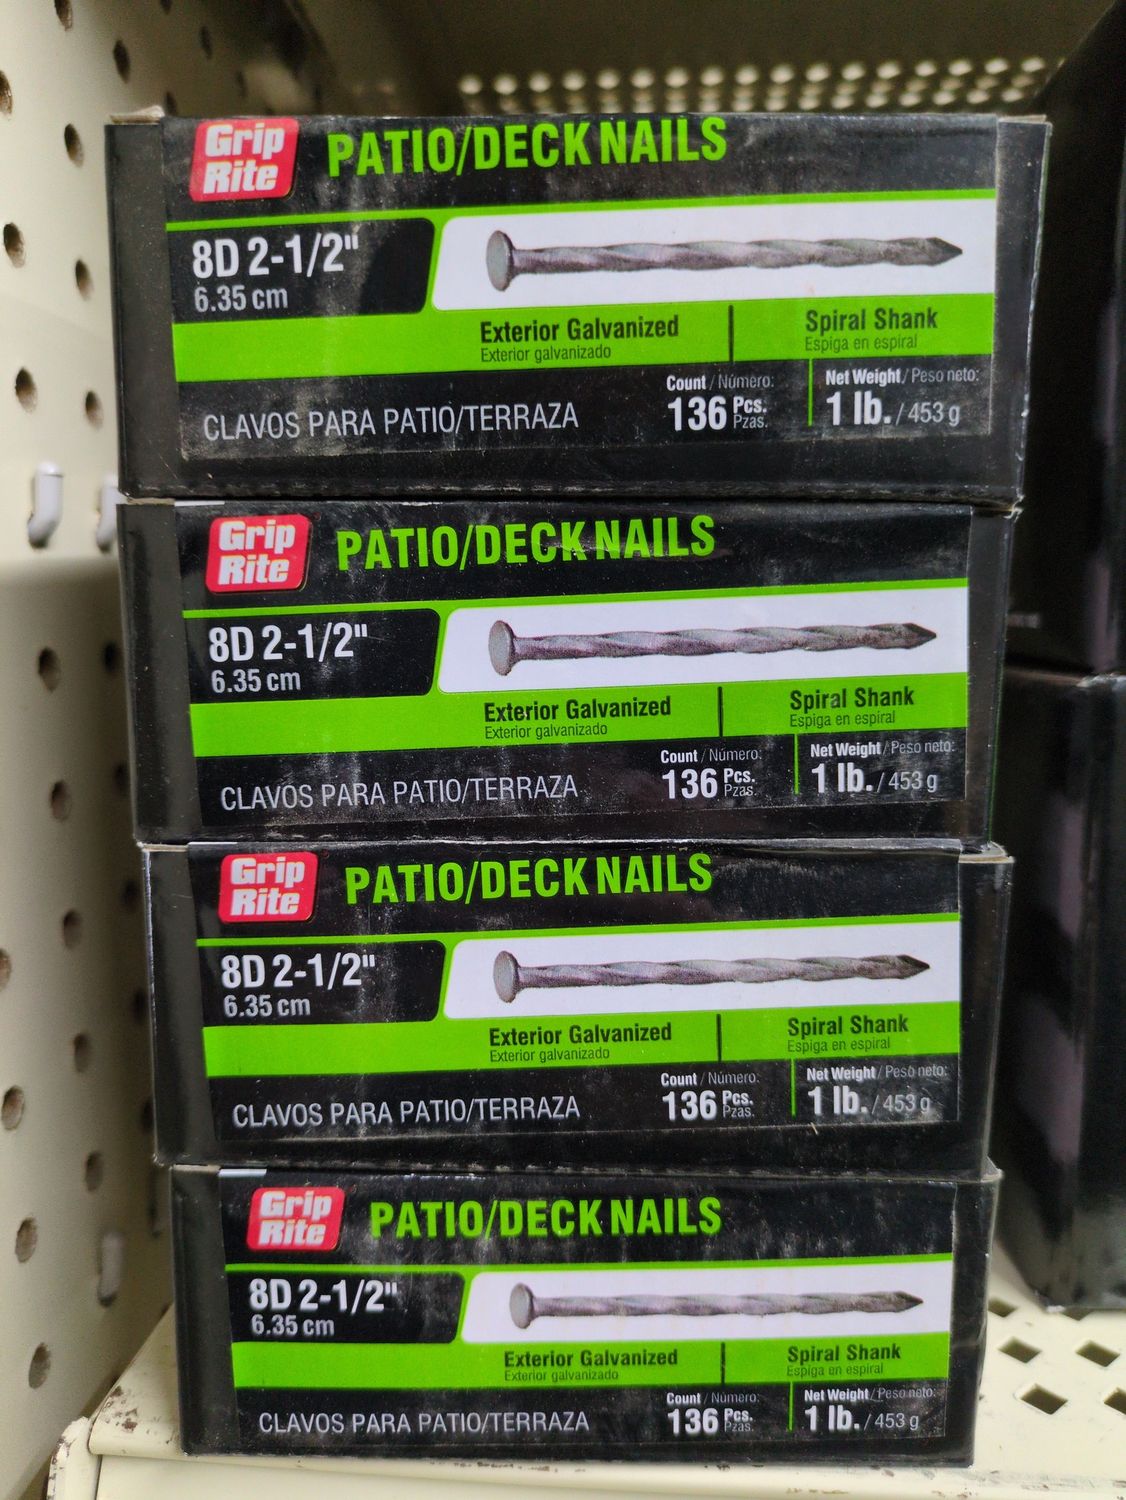 Grip Rite
PATIO/DECK NAILS
8D 2-1/2"
6.35 cm
Exterior Galvanized
Exterior galvanizado
Spiral Shank
Espiga en espiral
CLAVOS PARA PATIO/TERRAZA
Count / Número:
136 Pcs.
Pzas.
Net Weight / Peso neto:
1 lb. / 453 g
Grip Rite
PATIO/DECK NAILS
8D 2-1/2"
6.35 cm
Exterior Galvanized
Exterior galvanizado
Spiral Shank
Espiga en espiral
CLAVOS PARA PATIO/TERRAZA
Count / Número:
136 Pcs.
Pzas.
Net Weight / Peso neto:
1 lb. / 453 g
Grip Rite
PATIO/DECK NAILS
8D 2-1/2"
6.35 cm
Exterior Galvanized
Exterior galvanizado
Spiral Shank
Espiga en espiral
CLAVOS PARA PATIO/TERRAZA
Count / Número:
136 Pcs.
Pzas.
Net Weight / Peso neto:
1 lb. / 453 g
Grip Rite
PATIO/DECK NAILS
8D 2-1/2"
6.35 cm
Exterior Galvanized
Exterior galvanizado
Spiral Shank
Espiga en espiral
CLAVOS PARA PATIO/TERRAZA
Count / Número:
136 Pcs.
Pzas.
Net Weight / Peso neto:
1 lb. / 453 g